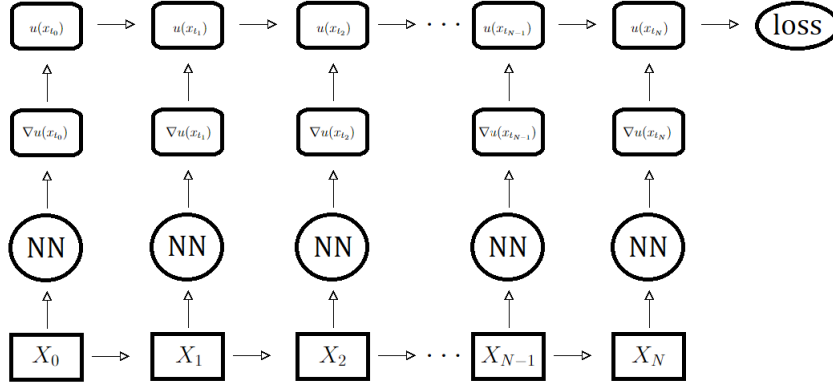 u(x_{t_0}) u(x_{t_1}) u(x_{t_2}) ··· u(x_{t_{N-1}}) u(x_{t_N}) loss
∇u(x_{t_0}) ∇u(x_{t_1}) ∇u(x_{t_2}) ∇u(x_{t_{N-1}}) ∇u(x_{t_N})
NN NN NN NN NN
X_0 X_1 X_2 ··· X_{N-1} X_N